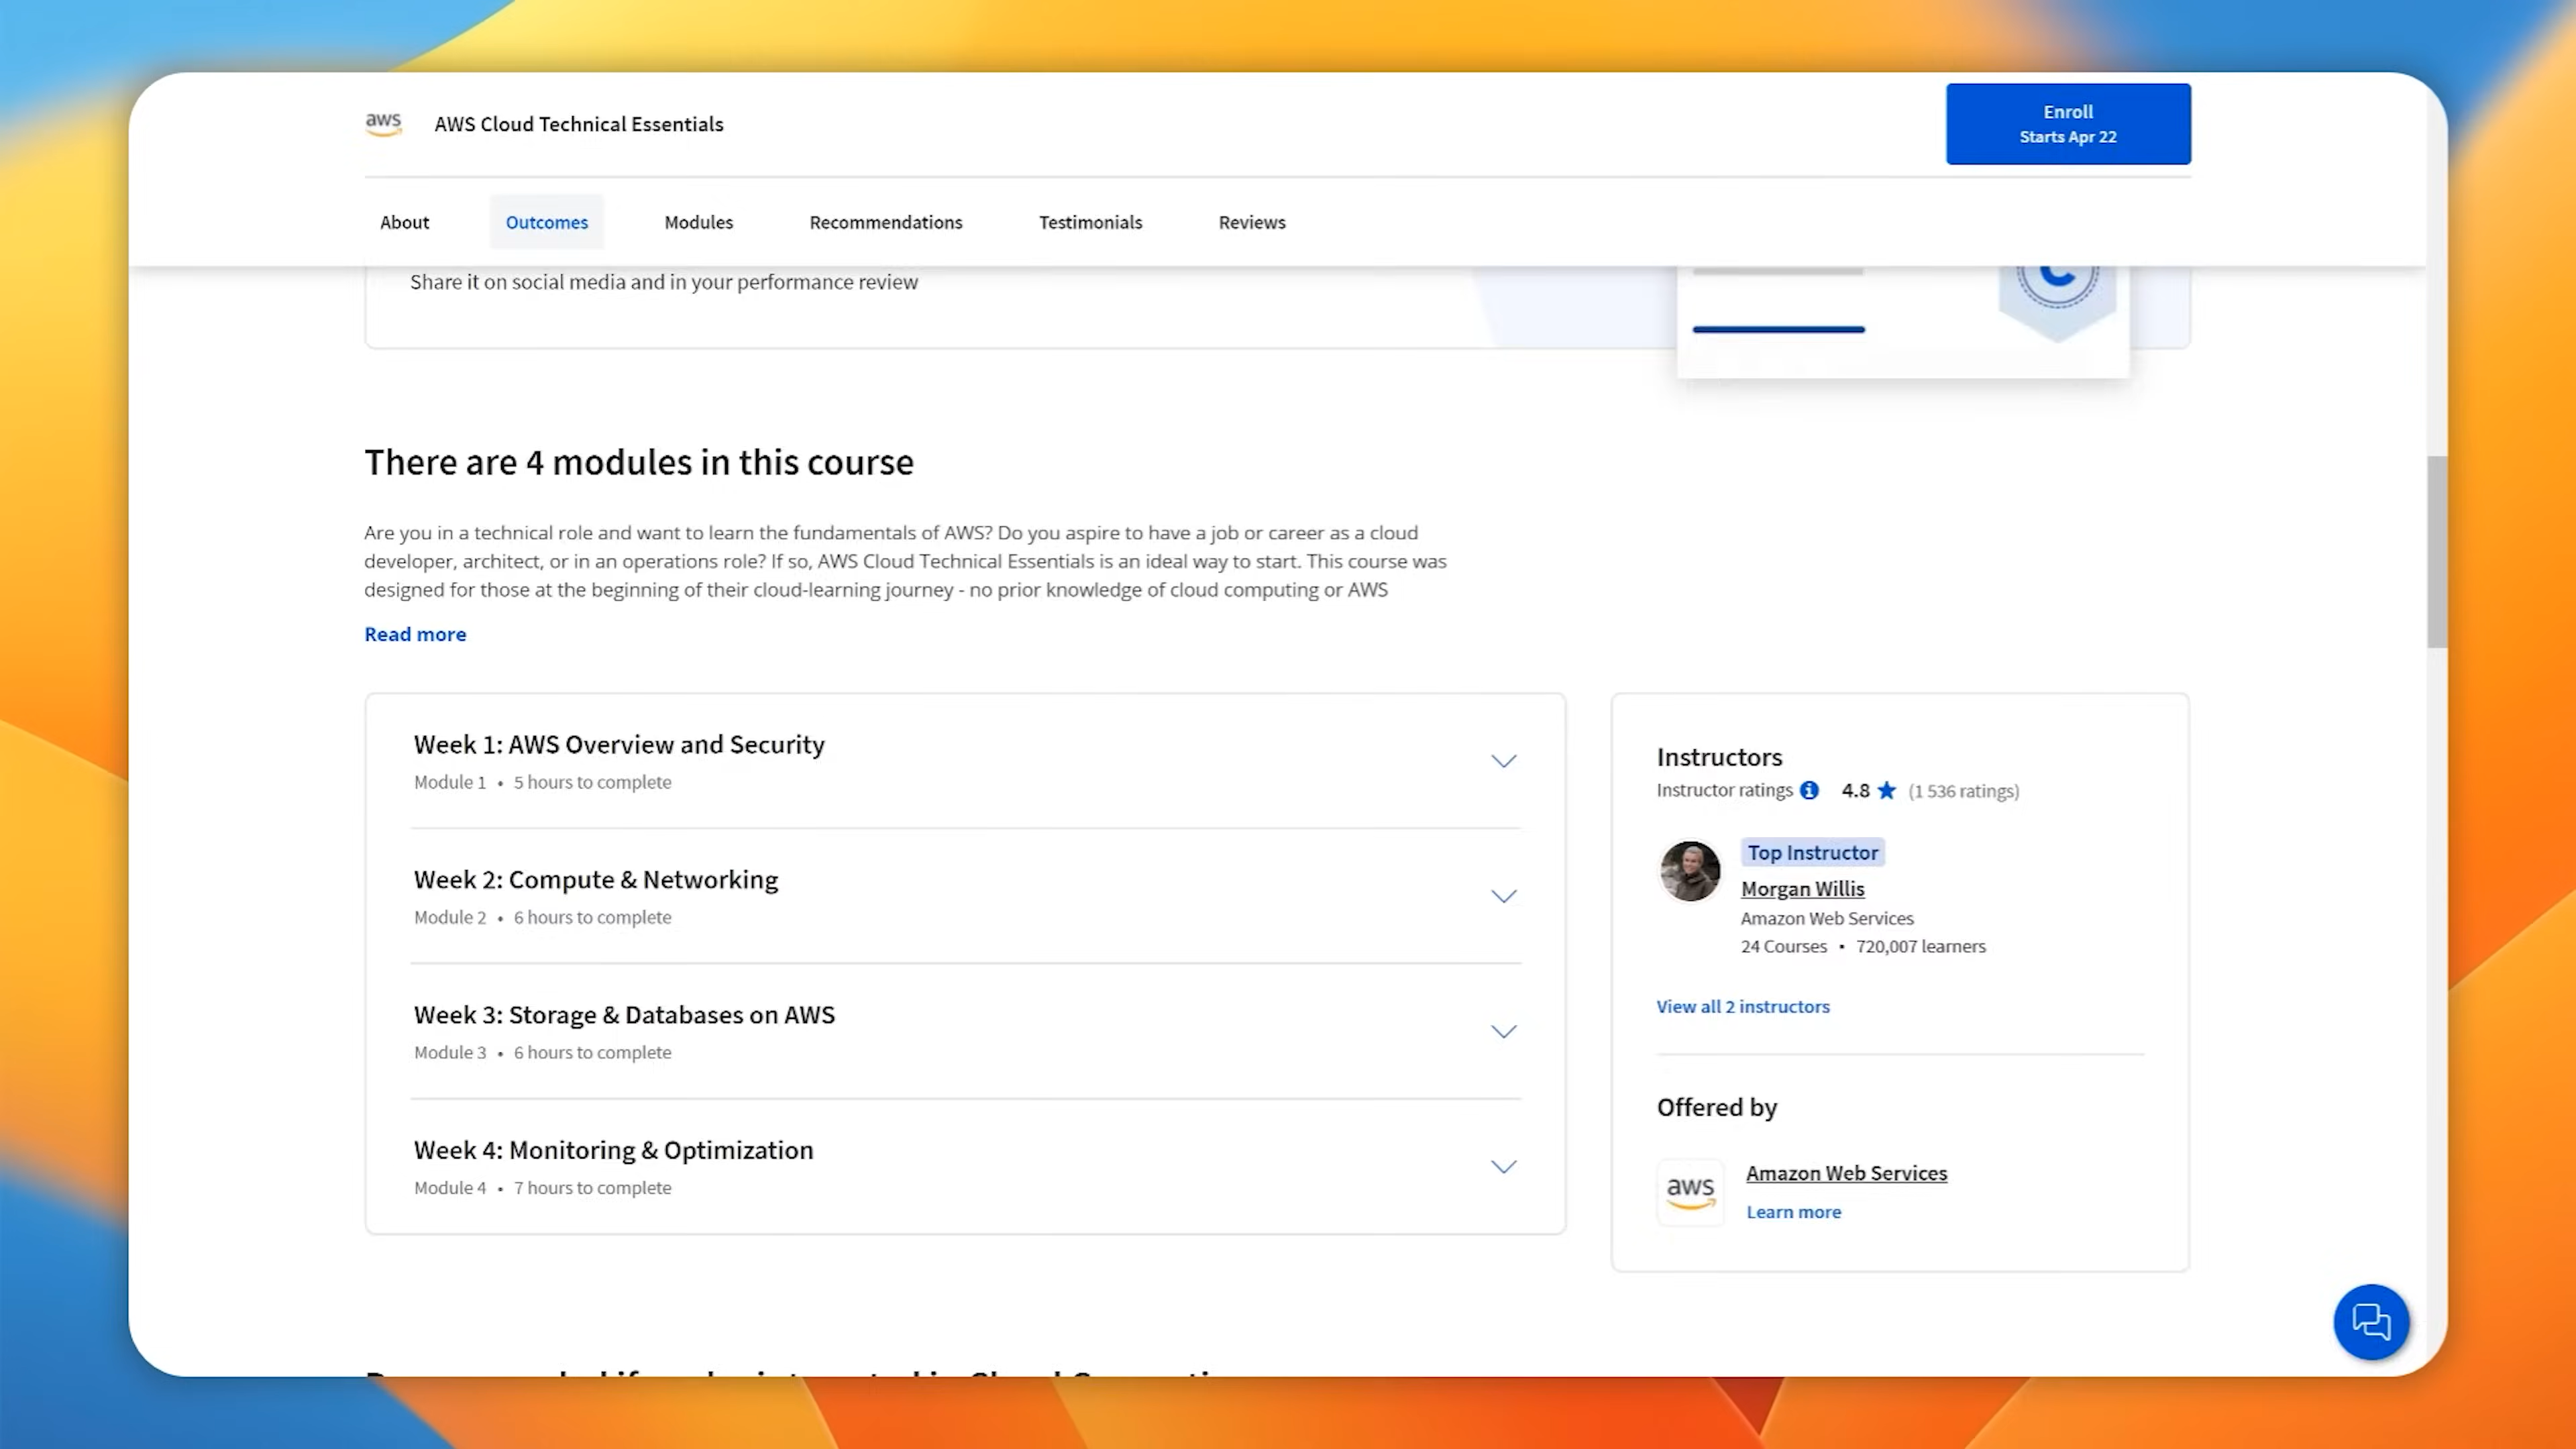 aws
AWS Cloud Technical Essentials
Enroll
Starts Apr 22
About
Outcomes
Modules
Recommendations
Testimonials
Reviews
Share it on social media and in your performance review
C
There are 4 modules in this course
Are you in a technical role and want to learn the fundamentals of AWS? Do you aspire to have a job or career as a cloud
developer, architect, or in an operations role? If so, AWS Cloud Technical Essentials is an ideal way to start. This course was
designed for those at the beginning of their cloud-learning journey - no prior knowledge of cloud computing or AWS
Read more
Week 1: AWS Overview and Security
Module 1 • 5 hours to complete
Week 2: Compute & Networking
Module 2 • 6 hours to complete
Week 3: Storage & Databases on AWS
Module 3 • 6 hours to complete
Week 4: Monitoring & Optimization
Module 4 • 7 hours to complete
Instructors
Instructor ratings i 4.8 ★ (1 536 ratings)
Top Instructor
Morgan Willis
Amazon Web Services
24 Courses • 720,007 learners
View all 2 instructors
Offered by
aws
Amazon Web Services
Learn more